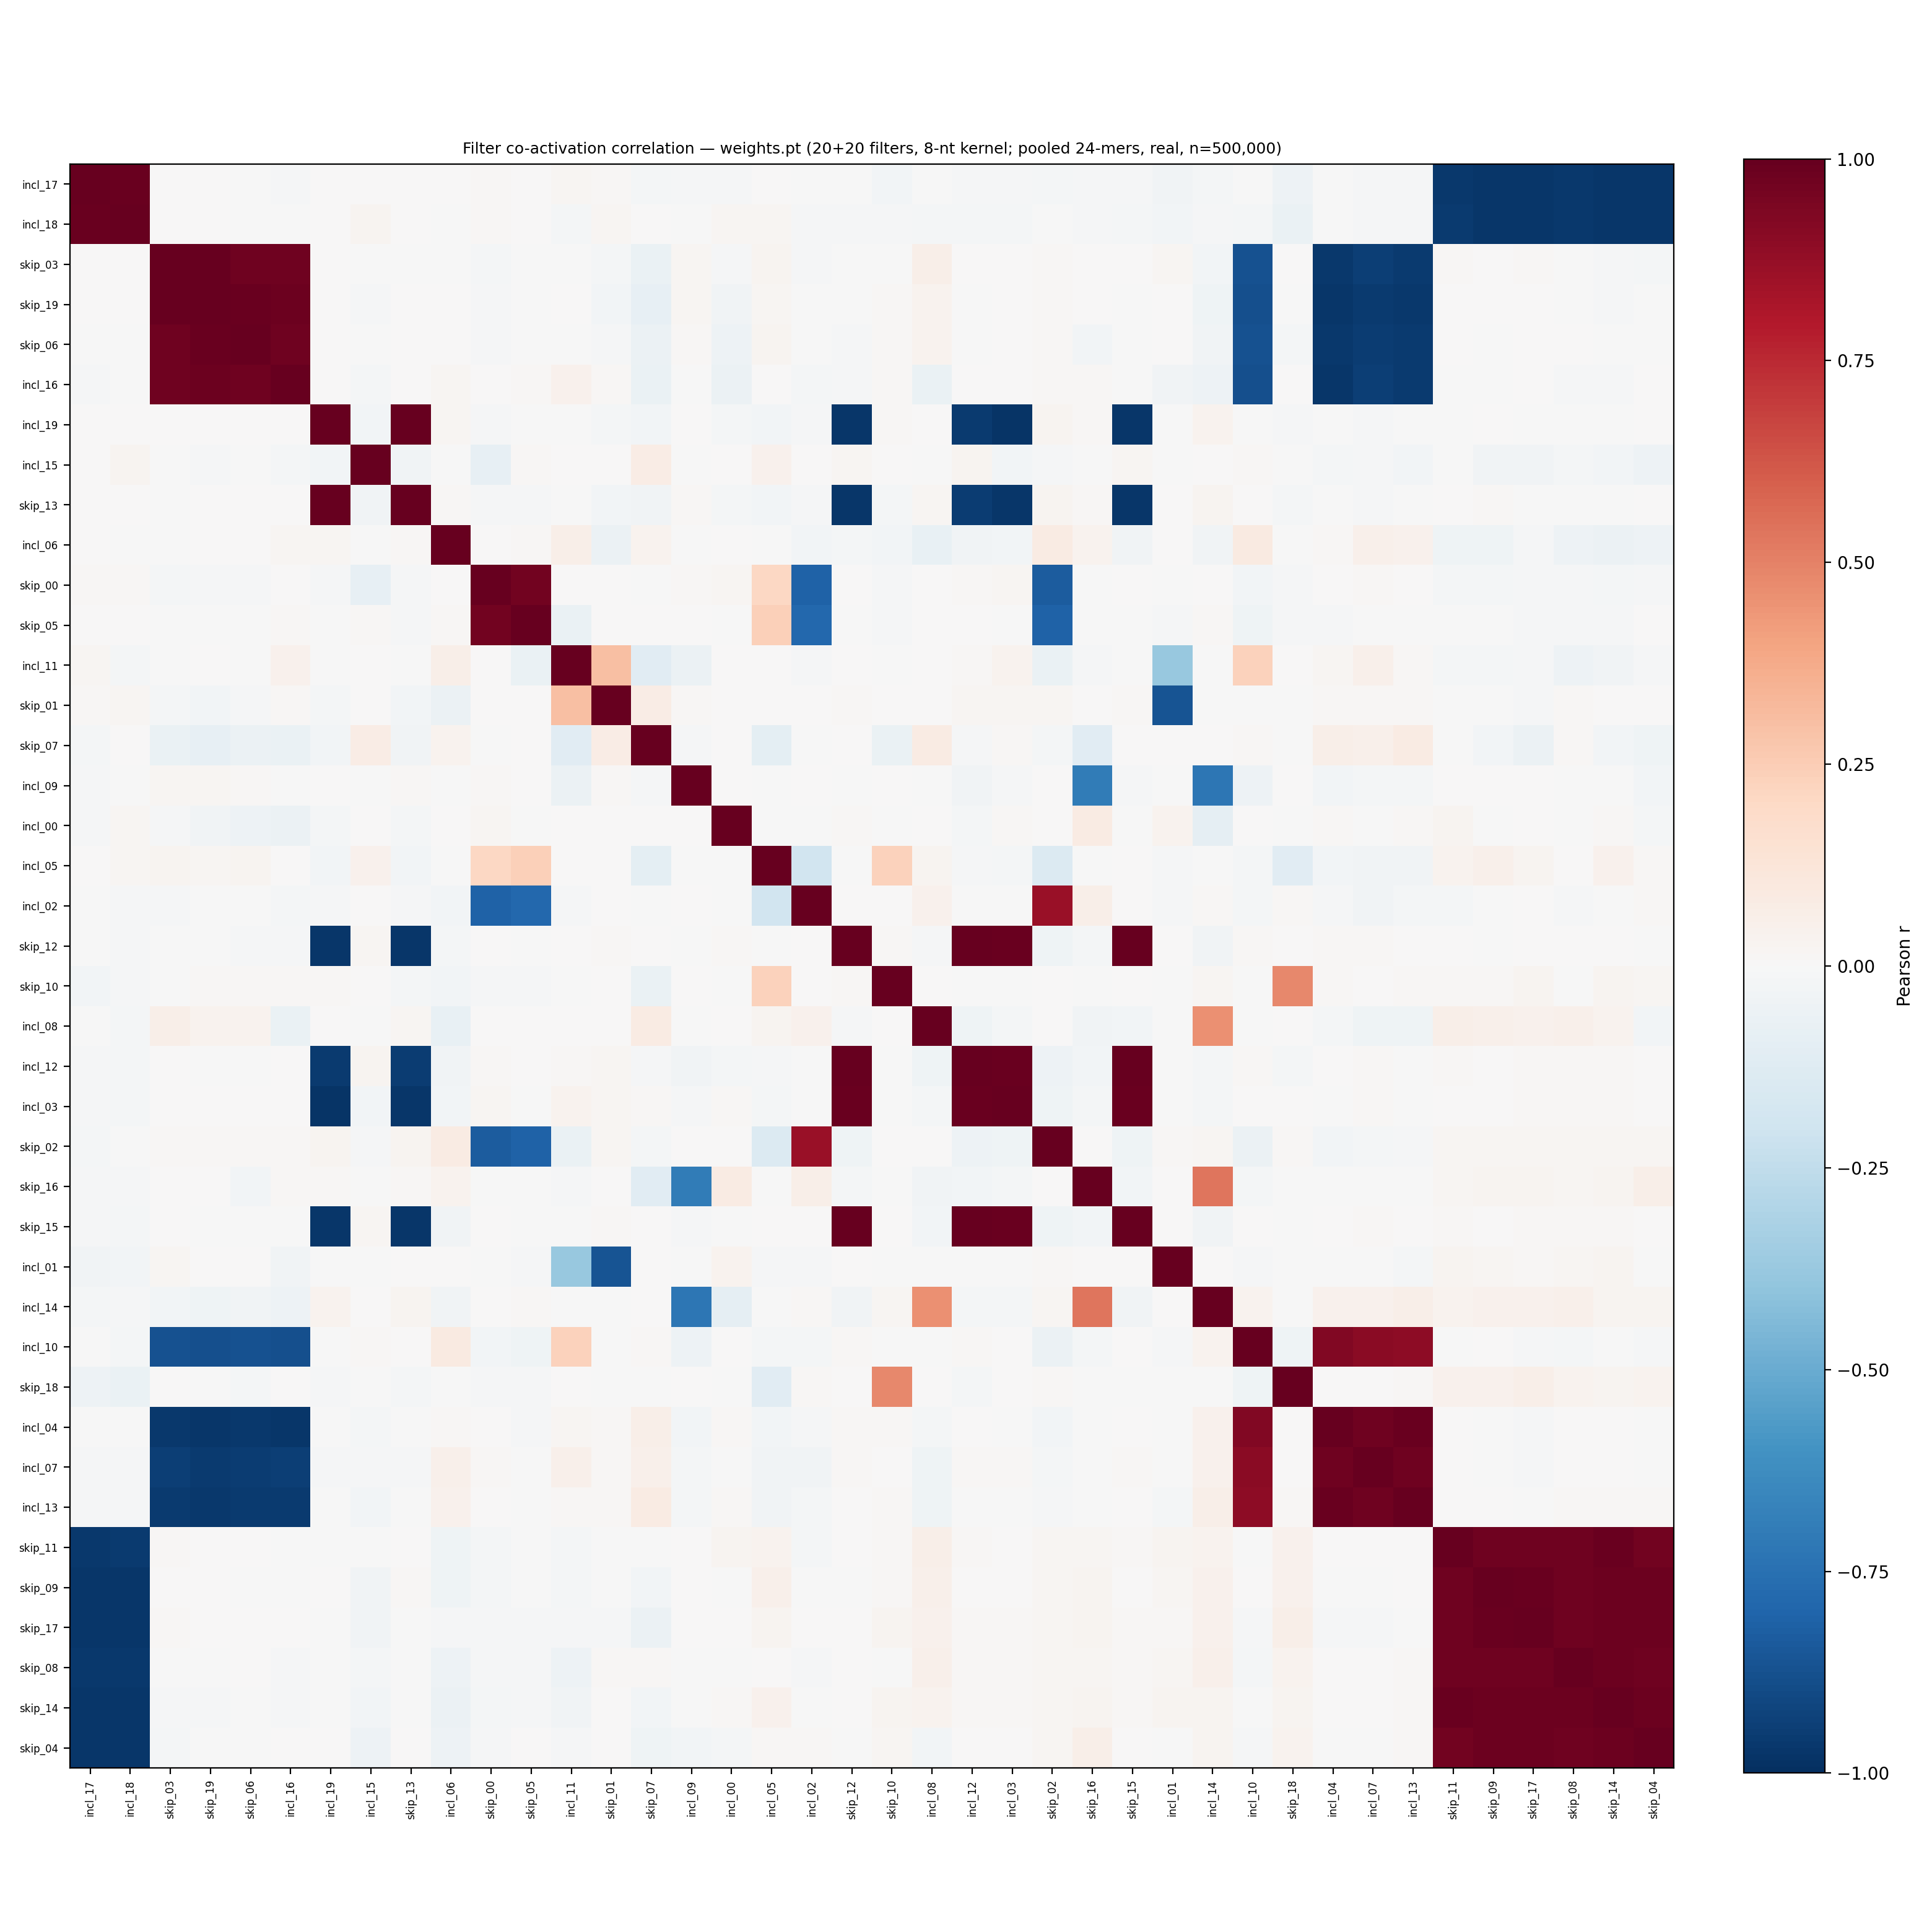 Filter co-activation correlation — weights.pt (20+20 filters, 8-nt kernel; pooled 24-mers, real, n=500,000)
incl_17
incl_18
skip_03
skip_19
skip_06
incl_16
incl_19
incl_15
skip_13
incl_06
skip_00
skip_05
incl_11
skip_01
skip_07
incl_09
incl_00
incl_05
incl_02
skip_12
skip_10
incl_08
incl_12
incl_03
skip_02
skip_16
skip_15
incl_01
incl_14
incl_10
skip_18
incl_04
incl_07
incl_13
skip_11
skip_09
skip_17
skip_08
skip_14
skip_04
incl_17
incl_18
skip_03
skip_19
skip_06
incl_16
incl_19
incl_15
skip_13
incl_06
skip_00
skip_05
incl_11
skip_01
skip_07
incl_09
incl_00
incl_05
incl_02
skip_12
skip_10
incl_08
incl_12
incl_03
skip_02
skip_16
skip_15
incl_01
incl_14
incl_10
skip_18
incl_04
incl_07
incl_13
skip_11
skip_09
skip_17
skip_08
skip_14
skip_04
1.00
0.75
0.50
0.25
0.00
−0.25
−0.50
−0.75
−1.00
Pearson r